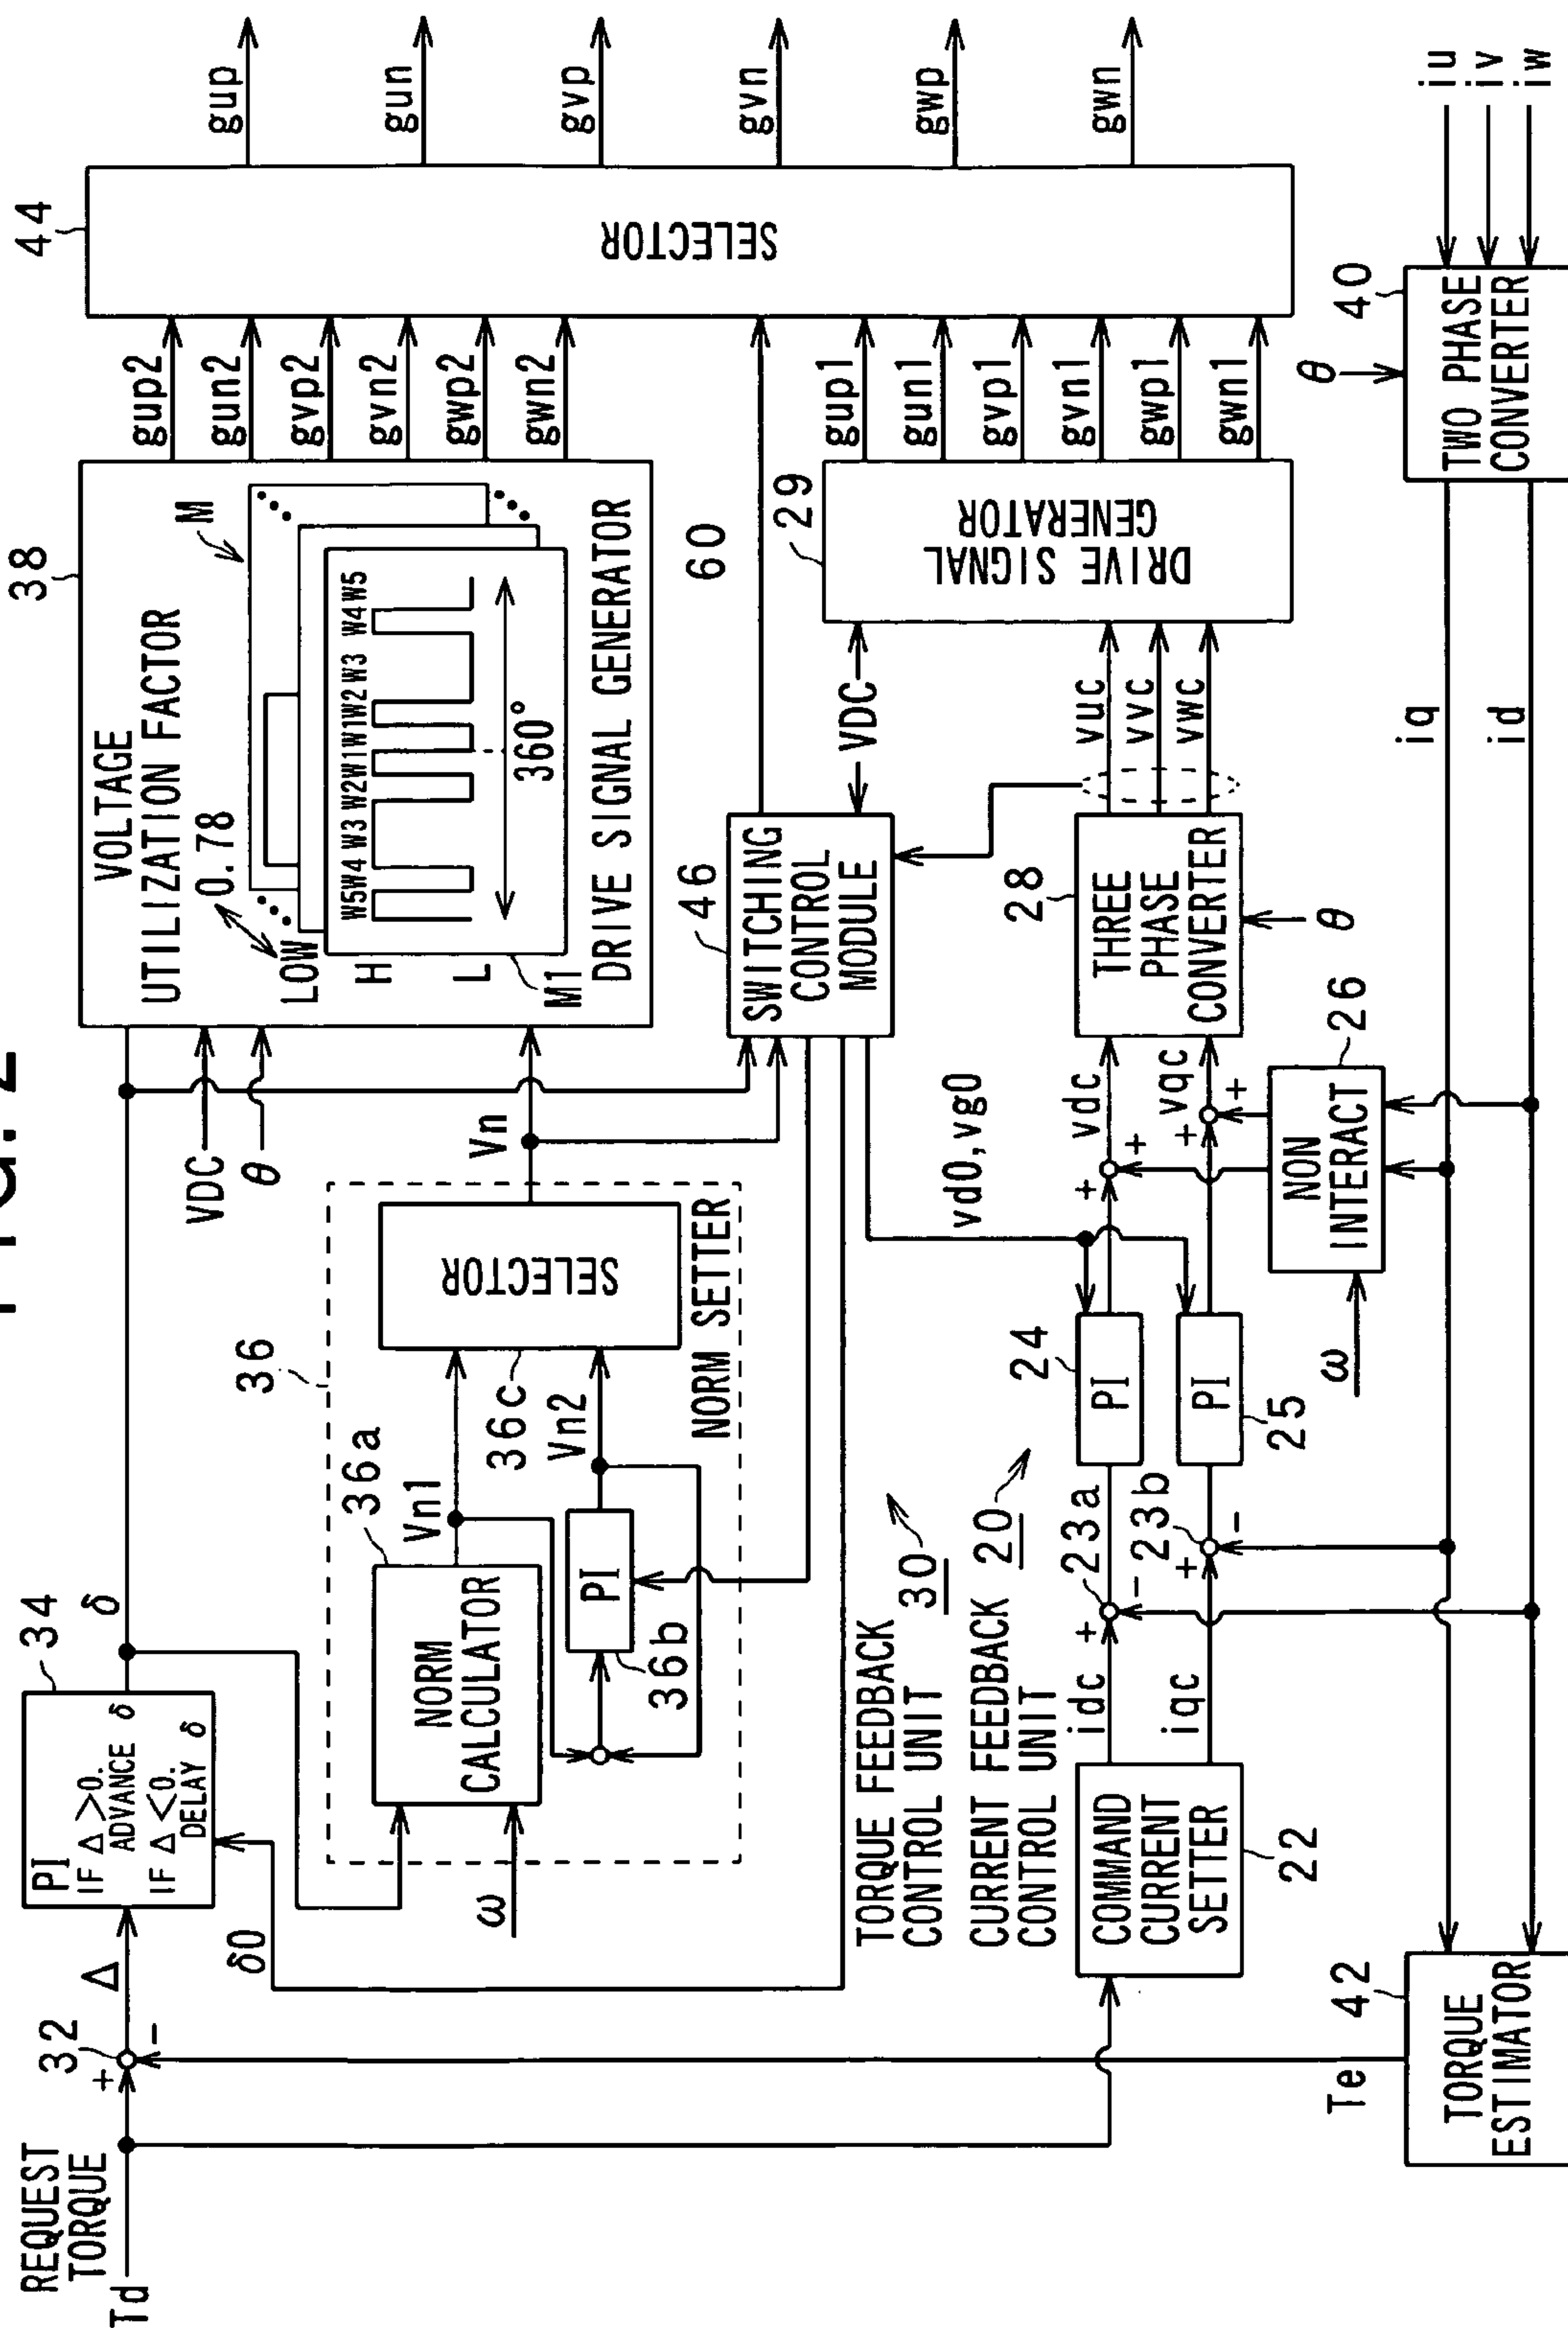 FIG. 2
REQUEST
TORQUE
Td
+
-
32
Δ
δ0
34
PI
IF Δ>0.
ADVANCE δ
IF Δ<0.
DELAY δ
δ
VDC
θ
38
VOLTAGE
UTILIZATION FACTOR
0.78
LOW
M
H
L
W5W4 W3 W2W1W1W2 W3 W4W5
360°
M1
DRIVE SIGNAL GENERATOR
gup2
gun2
gvp2
gvn2
gwp2
gwn2
44
SELECTOR
gup
gun
gvp
gvn
gwp
gwn
36
36a
NORM
CALCULATOR
ω
Vn1
PI
36b
Vn2
36c
SELECTOR
NORM SETTER
Vn
46
SWITCHING
CONTROL
MODULE
60
VDC
vd0,vg0
TORQUE FEEDBACK
CONTROL UNIT
30
CURRENT FEEDBACK
CONTROL UNIT
20
COMMAND
CURRENT
SETTER
22
idc
iqc
+
-
23a
+
-
23b
24
PI
PI
25
+
+
vdc
+
+
vqc
NON
INTERACT
26
ω
28
THREE
PHASE
CONVERTER
θ
vuc
vvc
vwc
29
DRIVE SIGNAL
GENERATOR
gup1
gun1
gvp1
gvn1
gwp1
gwn1
Te
42
TORQUE
ESTIMATOR
iq
id
θ
40
TWO PHASE
CONVERTER
iu
iv
iw